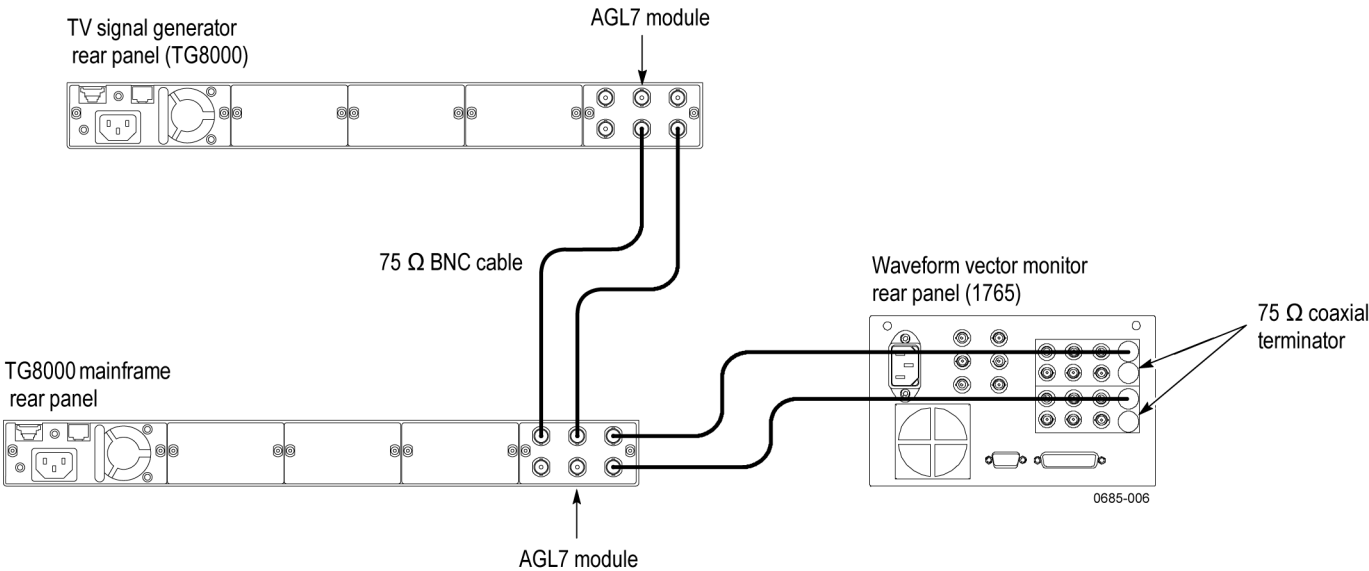 TV signal generator
rear panel (TG8000)
AGL7 module
75 Ω BNC cable
Waveform vector monitor
rear panel (1765)
75 Ω coaxial
terminator
TG8000 mainframe
rear panel
0685-006
AGL7 module